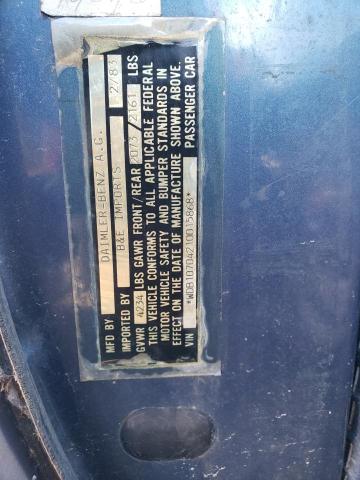 MFD BY DAIMLER-BENZ A.G. 2/83
IMPORTED BY B&E IMPORTS
GVWR 4234 LBS GAWR FRONT/REAR 2073/2161 LBS
THIS VEHICLE CONFORMS TO ALL APPLICABLE FEDERAL
MOTOR VEHICLE SAFETY AND BUMPER STANDARDS IN
EFFECT ON THE DATE OF MANUFACTURE SHOWN ABOVE.
VIN *WDB10704210015868* PASSENGER CAR